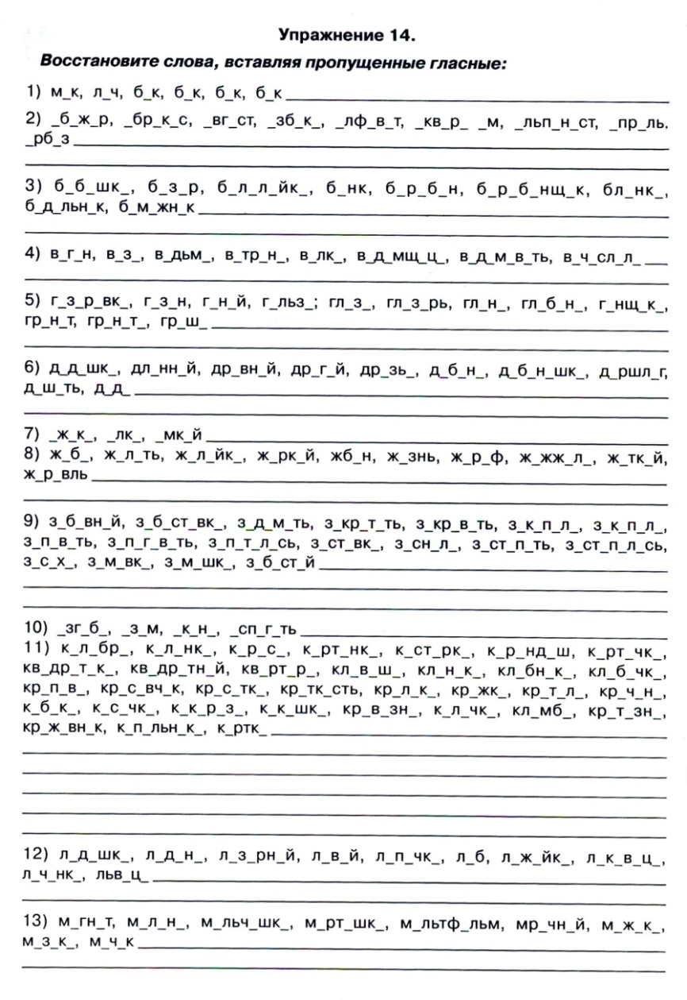 Упражнение 14.
Восстановите слова, вставляя пропущенные гласные:
1) м_к, л_ч, б_к, б_к, б_к, б_к
2) _б_ж_р, _бр_к_с, _вг_ст, _зб_к_, _лф_в_т, _кв_р_ _м, _льп_н_ст, _пр_ль.
_рб_з
3) б_б_шк_, б_з_р, б_л_л_йк_, б_нк, б_р_б_н, б_р_б_нщ_к, бл_нк_,
б_д_льн_к, б_м_жн_к
4) в_г_н, в_з_, в_дьм_, в_тр_н_, в_лк_, в_д_мщ_ц_, в_д_м_в_ть, в_ч_сл_л_
5) г_з_р_вк_, г_з_н, г_н_й, г_льз_; гл_з_, гл_з_рь, гл_н_, гл_б_н_, г_нщ_к_,
гр_н_т, гр_н_т_, гр_ш_
6) д_д_шк_, дл_нн_й, др_вн_й, др_г_й, др_зь_, д_б_н_, д_б_н_шк_, д_ршл_г,
д_ш_ть, д_д_
7) _ж_к_, _лк_, _мк_й
8) ж_б_, ж_л_ть, ж_л_йк_, ж_рк_й, жб_н, ж_знь, ж_р_ф, ж_жж_л_, ж_тк_й,
ж_р_вль
9) з_б_вн_й, з_б_ст_вк_, з_д_м_ть, з_кр_т_ть, з_кр_в_ть, з_к_п_л_, з_к_п_л_,
з_п_в_ть, з_п_г_в_ть, з_п_т_л_сь, з_ст_вк_, з_сн_л_, з_ст_п_ть, з_ст_п_л_сь,
з_с_х_, з_м_вк_, з_м_шк_, з_б_ст_й
10) _зг_б_, _з_м, _к_н_, _сп_г_ть
11) к_л_бр_, к_л_нк_, к_р_с_, к_рт_нк_, к_ст_рк_, к_р_нд_ш, к_рт_чк_,
кв_др_т_к_, кв_др_тн_й, кв_рт_р_, кл_в_ш_, кл_н_к_, кл_бн_к_, кл_б_чк_,
кр_п_в_, кр_с_вч_к, кр_с_тк_, кр_тк_сть, кр_л_к_, кр_жк_, кр_т_л_, кр_ч_н_,
к_б_к_, к_с_чк_, к_к_р_з_, к_к_шк_, кр_в_зн_, к_л_чк_, кл_мб_, кр_т_зн_,
кр_ж_вн_к, к_п_льн_к_, к_ртк_
12) л_д_шк_, л_д_н_, л_з_рн_й, л_в_й, л_п_чк_, л_б, л_ж_йк_, л_к_в_ц_,
л_ч_нк_, льв_ц_
13) м_гн_т, м_л_н_, м_льч_шк_, м_рт_шк_, м_льтф_льм, мр_чн_й, м_ж_к_,
м_з_к_, м_ч_к